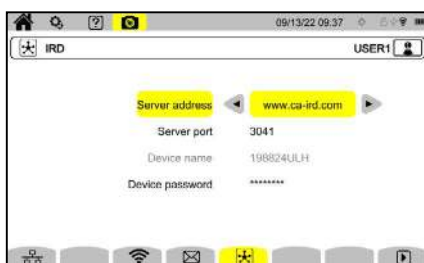 09/13/22 09:37
IRD
USER1
Server address
www.ca-ird.com
Server port
3041
Device name
198824ULH
Device password
********